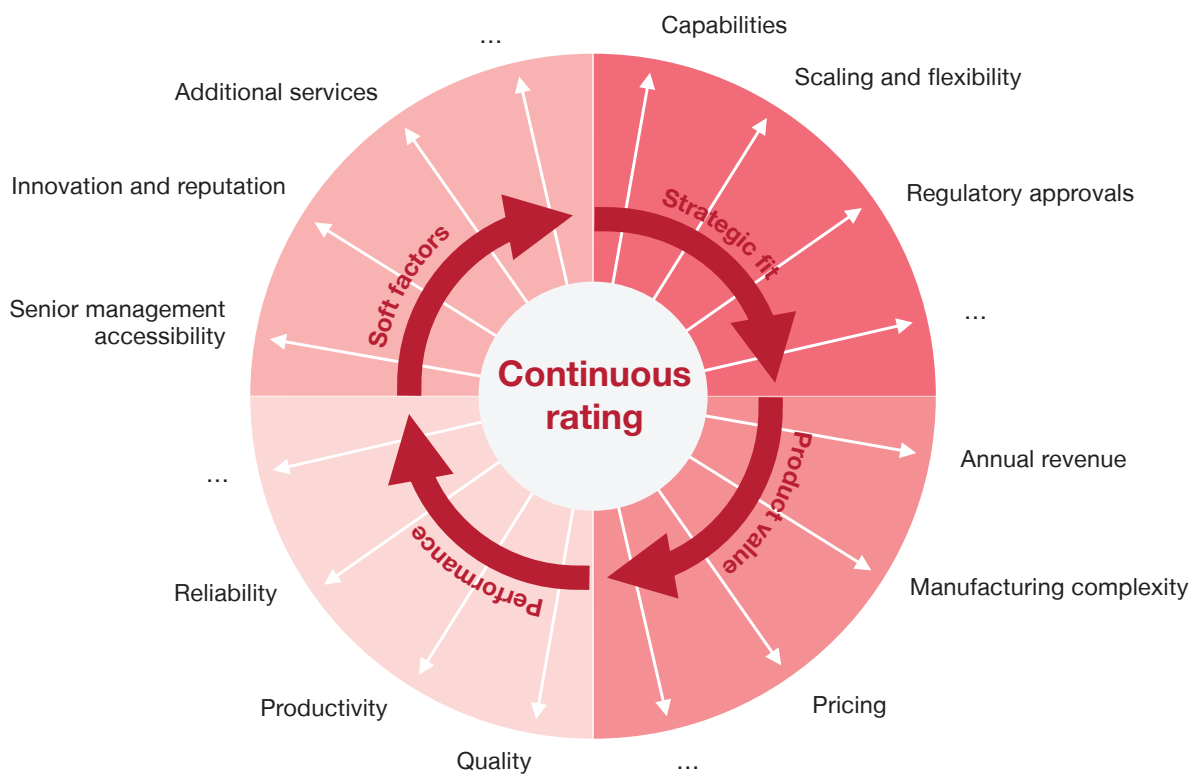 ...
Capabilities
Additional services
Scaling and flexibility
Innovation and reputation
Regulatory approvals
Strategic fit
Soft factors
Senior management
accessibility
...
Continuous
rating
Annual revenue
...
Product value
Performance
Manufacturing complexity
Reliability
Productivity
Pricing
Quality
...